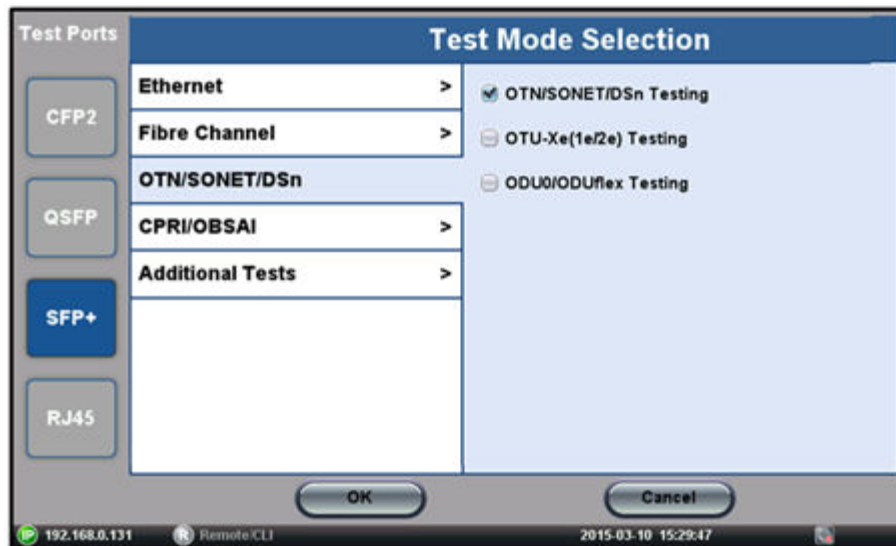 Test Ports
Test Mode Selection
CFP2
QSFP
SFP+
RJ45
Ethernet >
Fibre Channel >
OTN/SONET/DSn
CPRI/OBSAI >
Additional Tests >
OTN/SONET/DSn Testing
OTU-Xe(1e/2e) Testing
ODU0/ODUflex Testing
OK
Cancel
IP 192.168.0.131
R Remote/CLI
2015-03-10 15:29:47